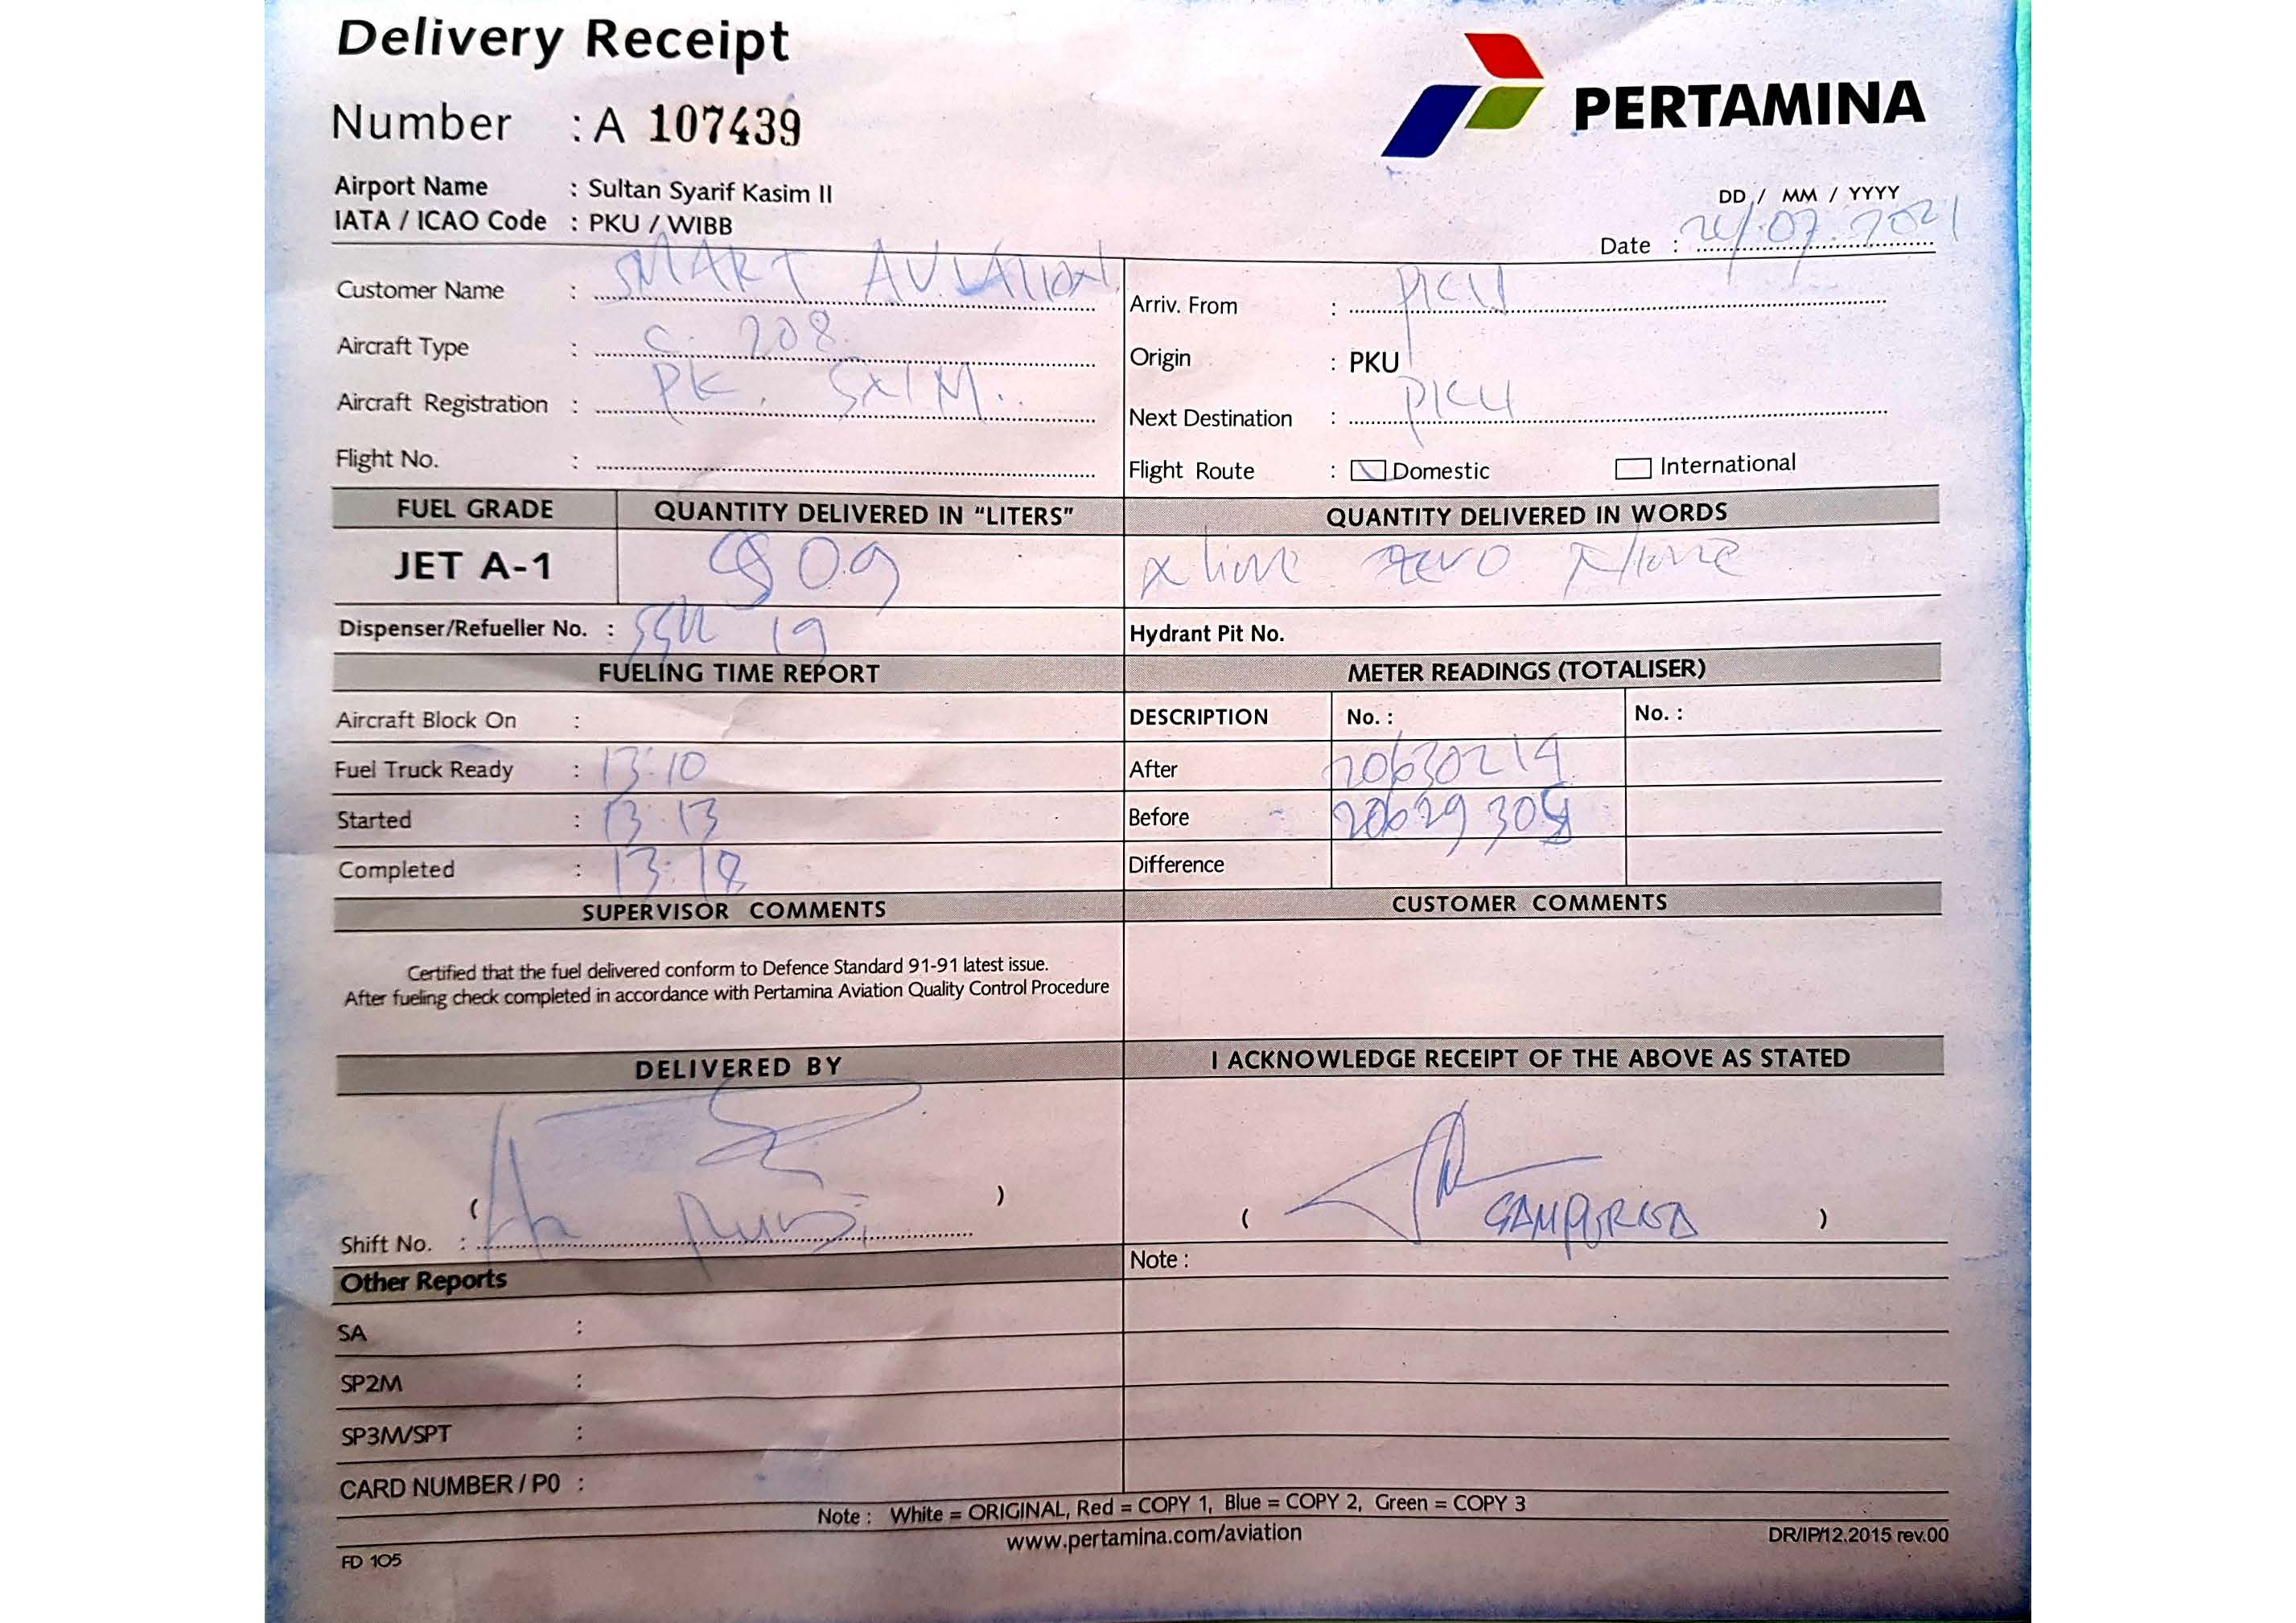 Delivery Receipt
Number : A 107439
PERTAMINA
Airport Name : Sultan Syarif Kasim II
IATA / ICAO Code : PKU / WIBB
DD / MM / YYYY
Date : 24/07.2021
Customer Name : SMART AVIATION
Aircraft Type : C. 208.
Aircraft Registration : PK.
Flight No. :
Arriv. From : PKU
Origin : PKU
Next Destination : PKU
Flight Route : Domestic International
FUEL GRADE QUANTITY DELIVERED IN "LITERS" QUANTITY DELIVERED IN WORDS
JET A-1 909 Zero
Dispenser/Refueller No. : 19 Hydrant Pit No.
FUELING TIME REPORT METER READINGS (TOTALISER)
Aircraft Block On : DESCRIPTION No. : No. :
Fuel Truck Ready : 13:10 After 20630214
Started : 13.13 Before
Completed : 13:18 Difference
SUPERVISOR COMMENTS CUSTOMER COMMENTS
Certified that the fuel delivered conform to Defence Standard 91-91 latest issue.
After fueling check completed in accordance with Pertamina Aviation Quality Control Procedure
DELIVERED BY I ACKNOWLEDGE RECEIPT OF THE ABOVE AS STATED
( ) ( )
Shift No. :
Note :
Other Reports
SA :
SP2M :
SP3M/SPT :
CARD NUMBER / P0 :
Note : White = ORIGINAL, Red = COPY 1, Blue = COPY 2, Green = COPY 3
www.pertamina.com/aviation
DR/IP/12.2015 rev.00
FD 105